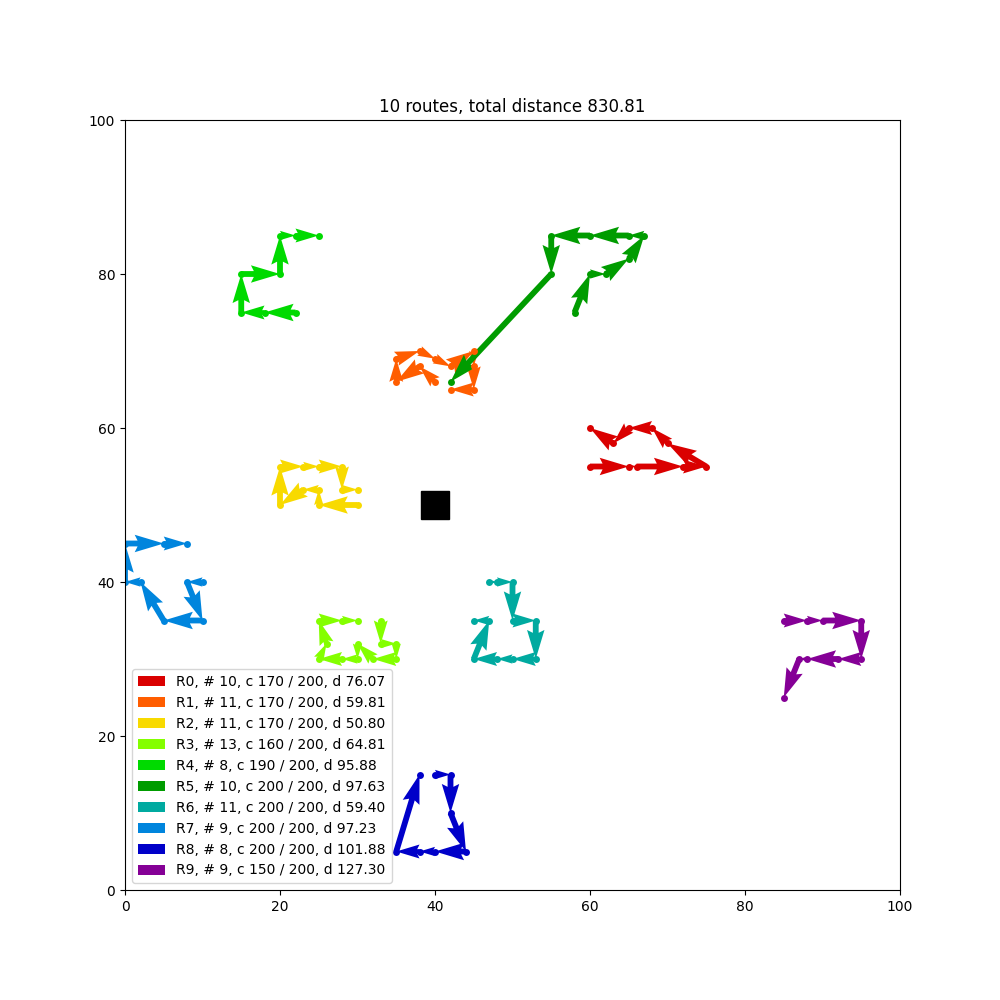 10 routes, total distance 830.81
100
80
60
40
20
0
R0, # 10, c 170 / 200, d 76.07
R1, # 11, c 170 / 200, d 59.81
R2, # 11, c 170 / 200, d 50.80
R3, # 13, c 160 / 200, d 64.81
R4, # 8, c 190 / 200, d 95.88
R5, # 10, c 200 / 200, d 97.63
R6, # 11, c 200 / 200, d 59.40
R7, # 9, c 200 / 200, d 97.23
R8, # 8, c 200 / 200, d 101.88
R9, # 9, c 150 / 200, d 127.30
0 20 40 60 80 100